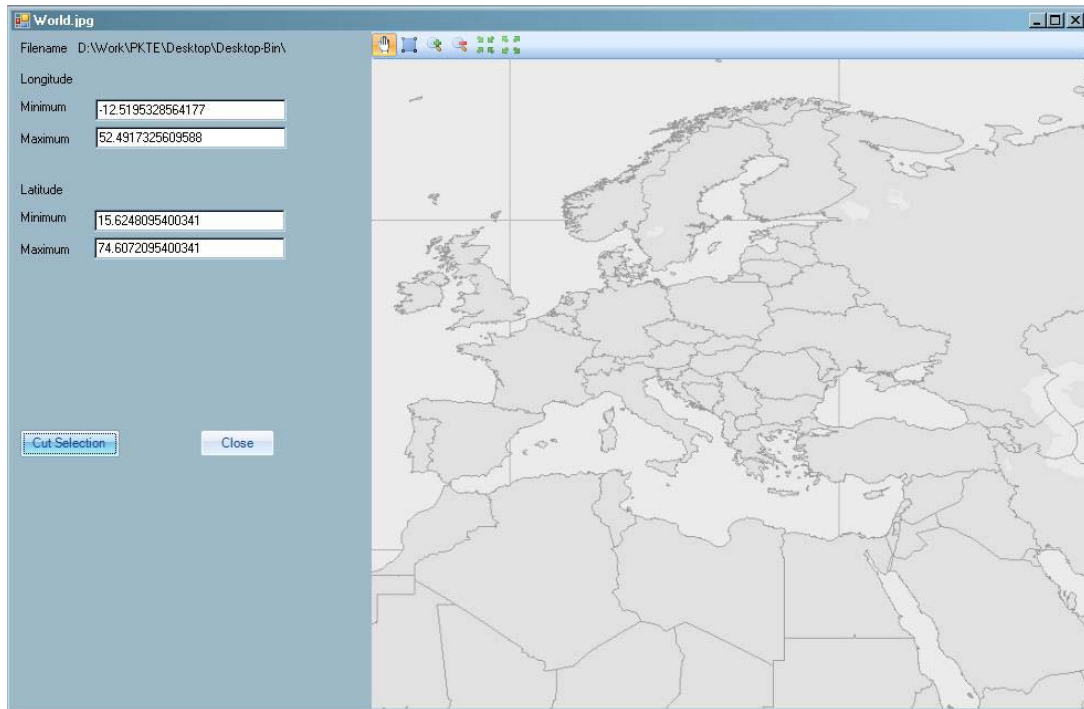 World.jpg
Filename D:\Work\PKTE\Desktop\Desktop-Bin\
Longitude
Minimum -12.5195328564177
Maximum 52.4917325609588
Latitude
Minimum 15.6248095400341
Maximum 74.6072095400341
Cut Selection Close